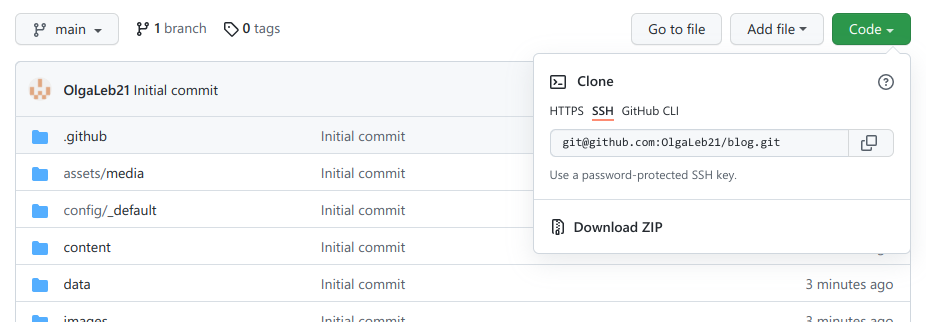 main 1 branch 0 tags Go to file Add file Code
OlgaLeb21 Initial commit
Clone
HTTPS SSH GitHub CLI
git@github.com:OlgaLeb21/blog.git
Use a password-protected SSH key.
Download ZIP
.github Initial commit
assets/media Initial commit
config/_default Initial commit
content Initial commit
data Initial commit 3 minutes ago
images Initial commit 3 minutes ago